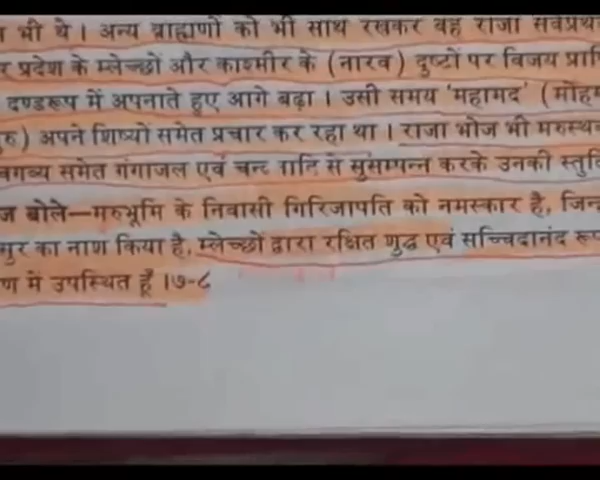 भी थे । अन्य ब्राह्मणों को भी साथ रखकर वह राजा सर्वप्रथ
र प्रदेश के म्लेच्छों और काश्मीर के (नारव) दुष्टों पर विजय प्राप्ि
दण्डरूप में अपनाते हुए आगे बढ़ा । उसी समय ‘महामद’ (मोहम
रु) अपने शिष्यों समेत प्रचार कर रहा था । राजा भोज भी मरुस्थ
वगव्य समेत गंगाजल एवं चन्द नादि से सुसम्पन्न करके उनकी स्तुति
ज बोले—मरुभूमि के निवासी गिरिजापति को नमस्कार है, जिन्
सुर का नाश किया है, म्लेच्छों द्वारा रक्षित शुद्ध एवं सच्चिदानंद रू
ण में उपस्थित हूँ ।७-८